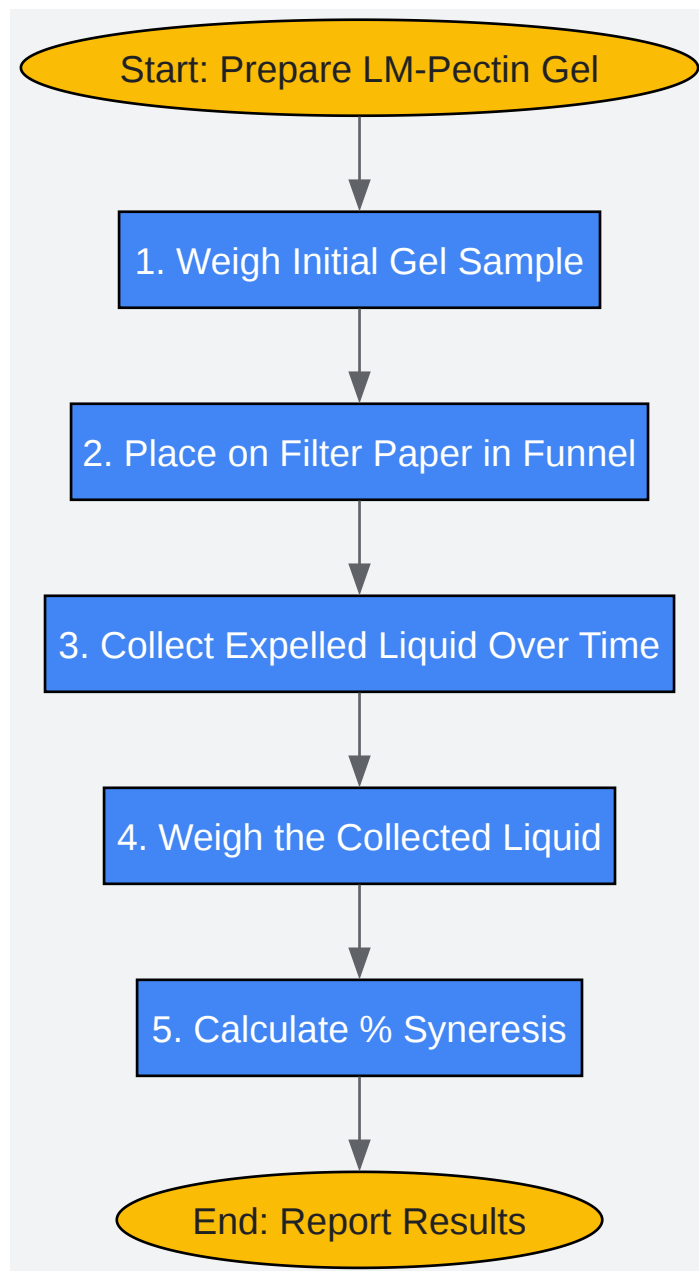 Start: Prepare LM-Pectin Gel
1. Weigh Initial Gel Sample
2. Place on Filter Paper in Funnel
3. Collect Expelled Liquid Over Time
4. Weigh the Collected Liquid
5. Calculate % Syneresis
End: Report Results